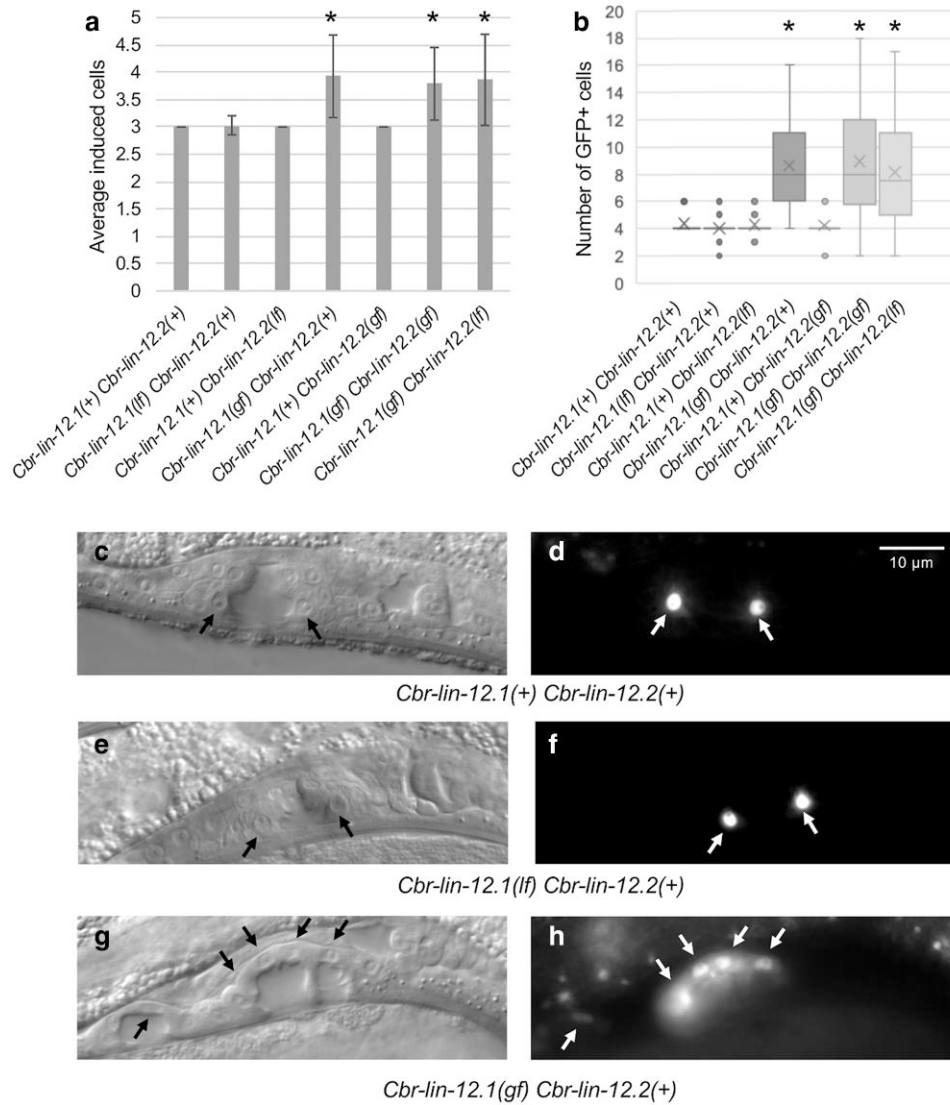 a
Average induced cells
5
4.5
4
3.5
3
2.5
2
1.5
1
0.5
0
*
*
*
Cbr-lin-12.1(+) Cbr-lin-12.2(+)
Cbr-lin-12.1(lf) Cbr-lin-12.2(+)
Cbr-lin-12.1(+) Cbr-lin-12.2(lf)
Cbr-lin-12.1(gf) Cbr-lin-12.2(+)
Cbr-lin-12.1(+) Cbr-lin-12.2(gf)
Cbr-lin-12.1(gf) Cbr-lin-12.2(gf)
Cbr-lin-12.1(gf) Cbr-lin-12.2(lf)
b
Number of GFP+ cells
20
18
16
14
12
10
8
6
4
2
0
*
*
*
Cbr-lin-12.1(+) Cbr-lin-12.2(+)
Cbr-lin-12.1(lf) Cbr-lin-12.2(+)
Cbr-lin-12.1(+) Cbr-lin-12.2(lf)
Cbr-lin-12.1(gf) Cbr-lin-12.2(+)
Cbr-lin-12.1(+) Cbr-lin-12.2(gf)
Cbr-lin-12.1(gf) Cbr-lin-12.2(gf)
Cbr-lin-12.1(gf) Cbr-lin-12.2(lf)
c
d
10 µm
Cbr-lin-12.1(+) Cbr-lin-12.2(+)
e
f
Cbr-lin-12.1(lf) Cbr-lin-12.2(+)
g
h
Cbr-lin-12.1(gf) Cbr-lin-12.2(+)